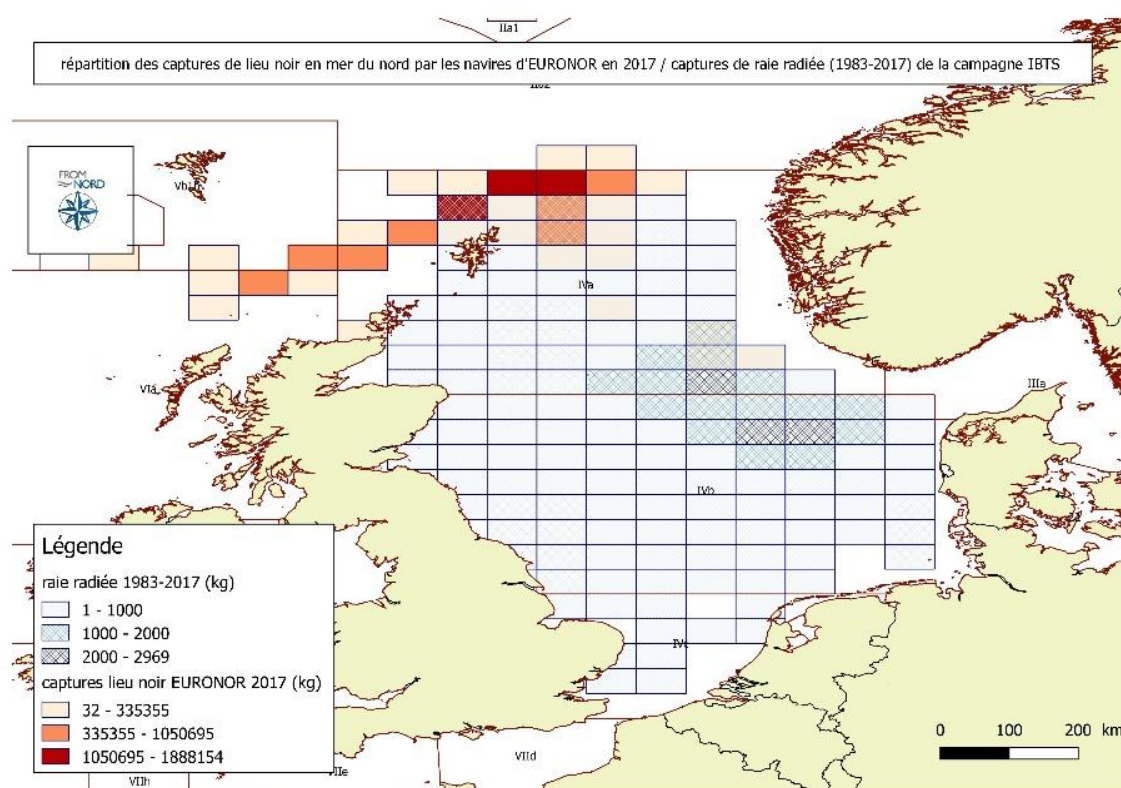 IIa1
répartition des captures de lieu noir en mer du nord par les navires d'EURONOR en 2017 / captures de raie radiée (1983-2017) de la campagne IBTS
FROM
NORD
IVa
VIa
IIIa
IVb
IVc
Légende
raie radiée 1983-2017 (kg)
1 - 1000
1000 - 2000
2000 - 2969
captures lieu noir EURONOR 2017 (kg)
32 - 335355
335355 - 1050695
1050695 - 1888154
0 100 200 km
VIId
VIIe
VIIh